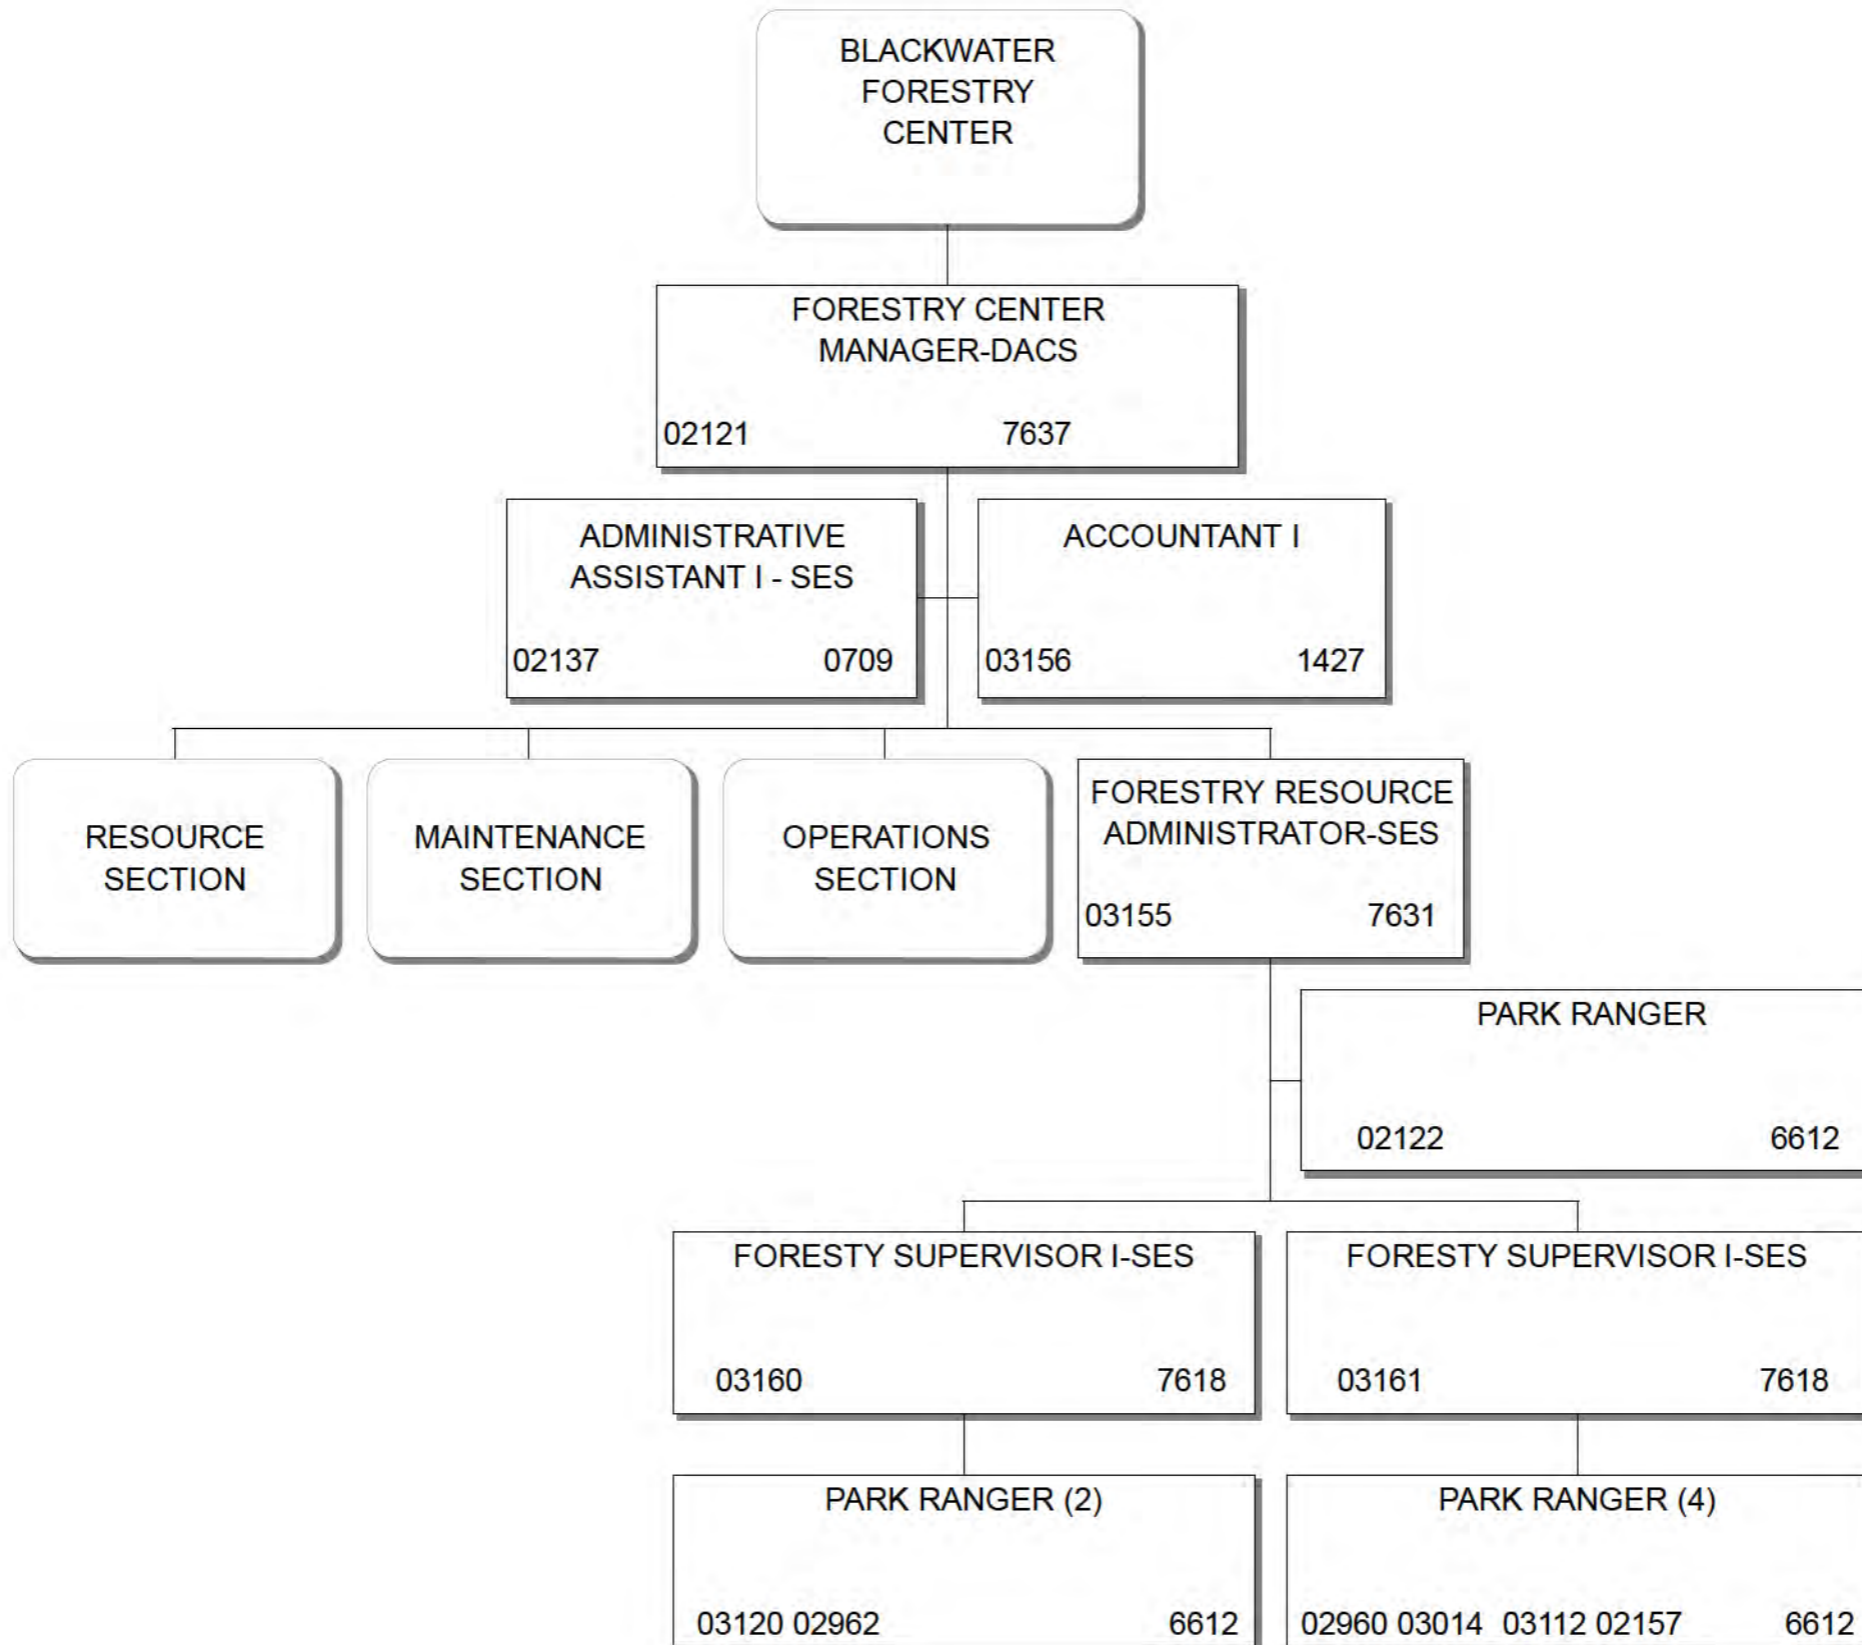 BLACKWATER
FORESTRY
CENTER
FORESTRY CENTER
MANAGER-DACS
02121 7637
ADMINISTRATIVE
ASSISTANT I - SES
02137 0709
ACCOUNTANT I
03156 1427
RESOURCE
SECTION
MAINTENANCE
SECTION
OPERATIONS
SECTION
FORESTRY RESOURCE
ADMINISTRATOR-SES
03155 7631
PARK RANGER
02122 6612
FORESTY SUPERVISOR I-SES
03160 7618
FORESTY SUPERVISOR I-SES
03161 7618
PARK RANGER (2)
03120 02962 6612
PARK RANGER (4)
02960 03014 03112 02157 6612